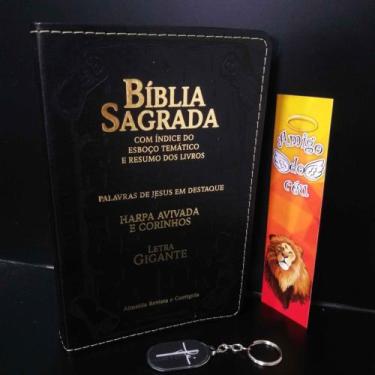 BÍBLIA
SAGRADA
COM ÍNDICE DO
ESBOÇO TEMÁTICO
E RESUMO DOS LIVROS
PALAVRAS DE JESUS EM DESTAQUE
HARPA AVIVADA
E CORINHOS
LETRA
GIGANTE
Almeida Revista e Corrigida
Amigo
do
céu